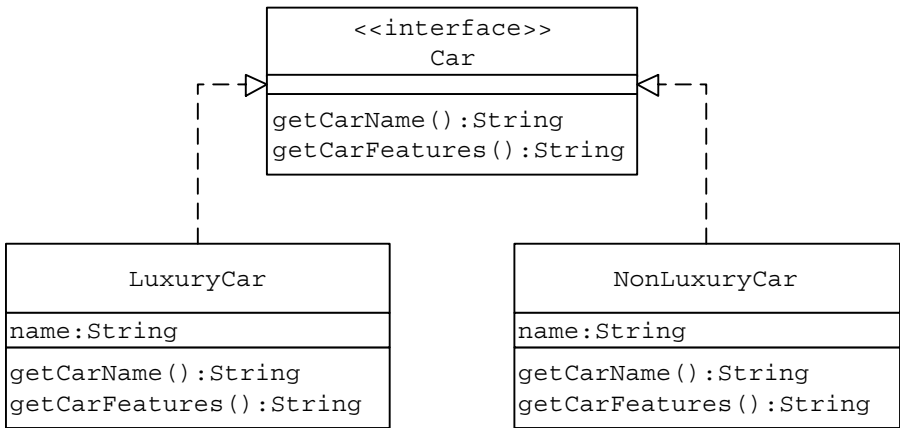 <<interface>>
Car
getCarName():String
getCarFeatures():String
LuxuryCar
name:String
getCarName():String
getCarFeatures():String
NonLuxuryCar
name:String
getCarName():String
getCarFeatures():String